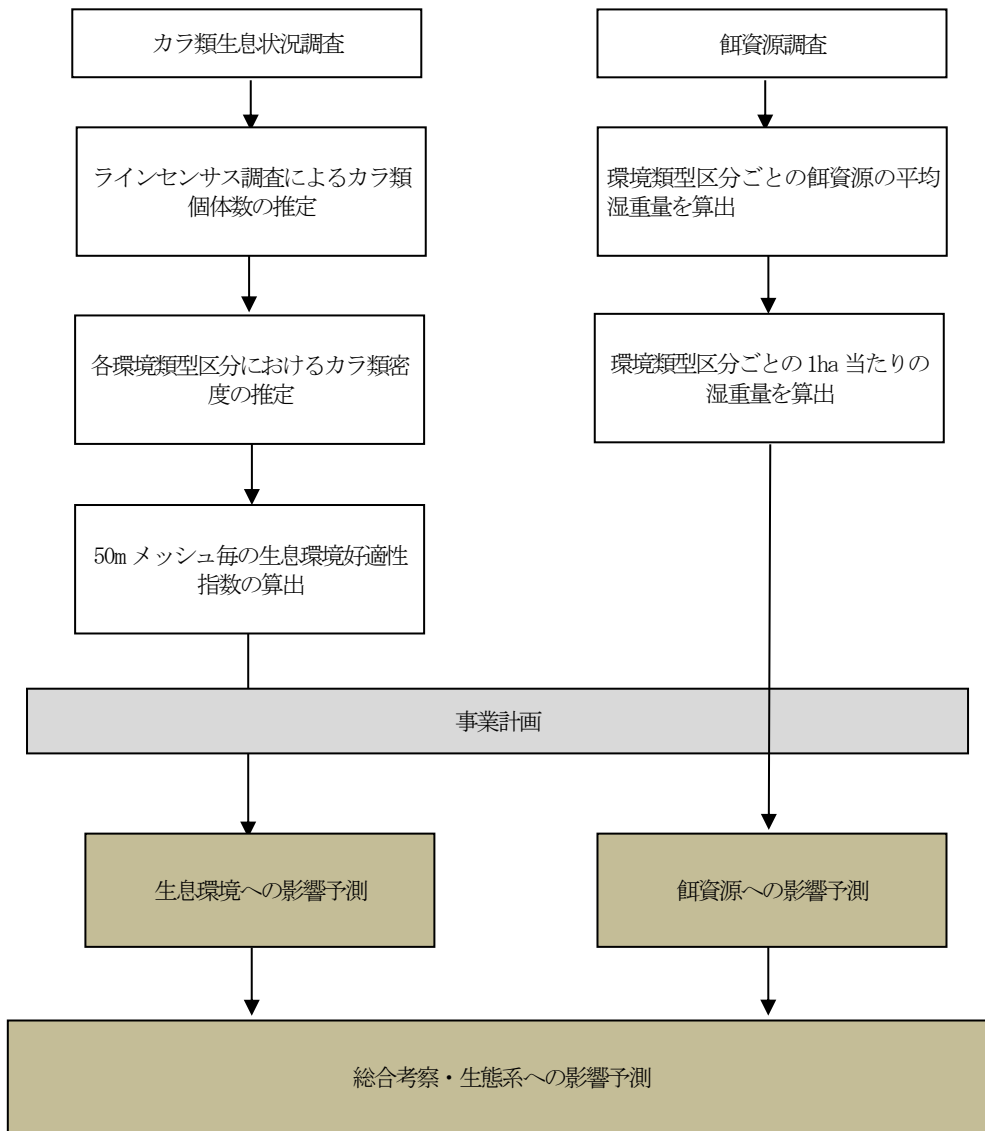 カラ類生息状況調査
餌資源調査
ラインセンサス調査によるカラ類
個体数の推定
環境類型区分ごとの餌資源の平均
湿重量を算出
各環境類型区分におけるカラ類密
度の推定
環境類型区分ごとの 1ha 当たりの
湿重量を算出
50m メッシュ毎の生息環境好適性
指数の算出
事業計画
生息環境への影響予測
餌資源への影響予測
総合考察・生態系への影響予測